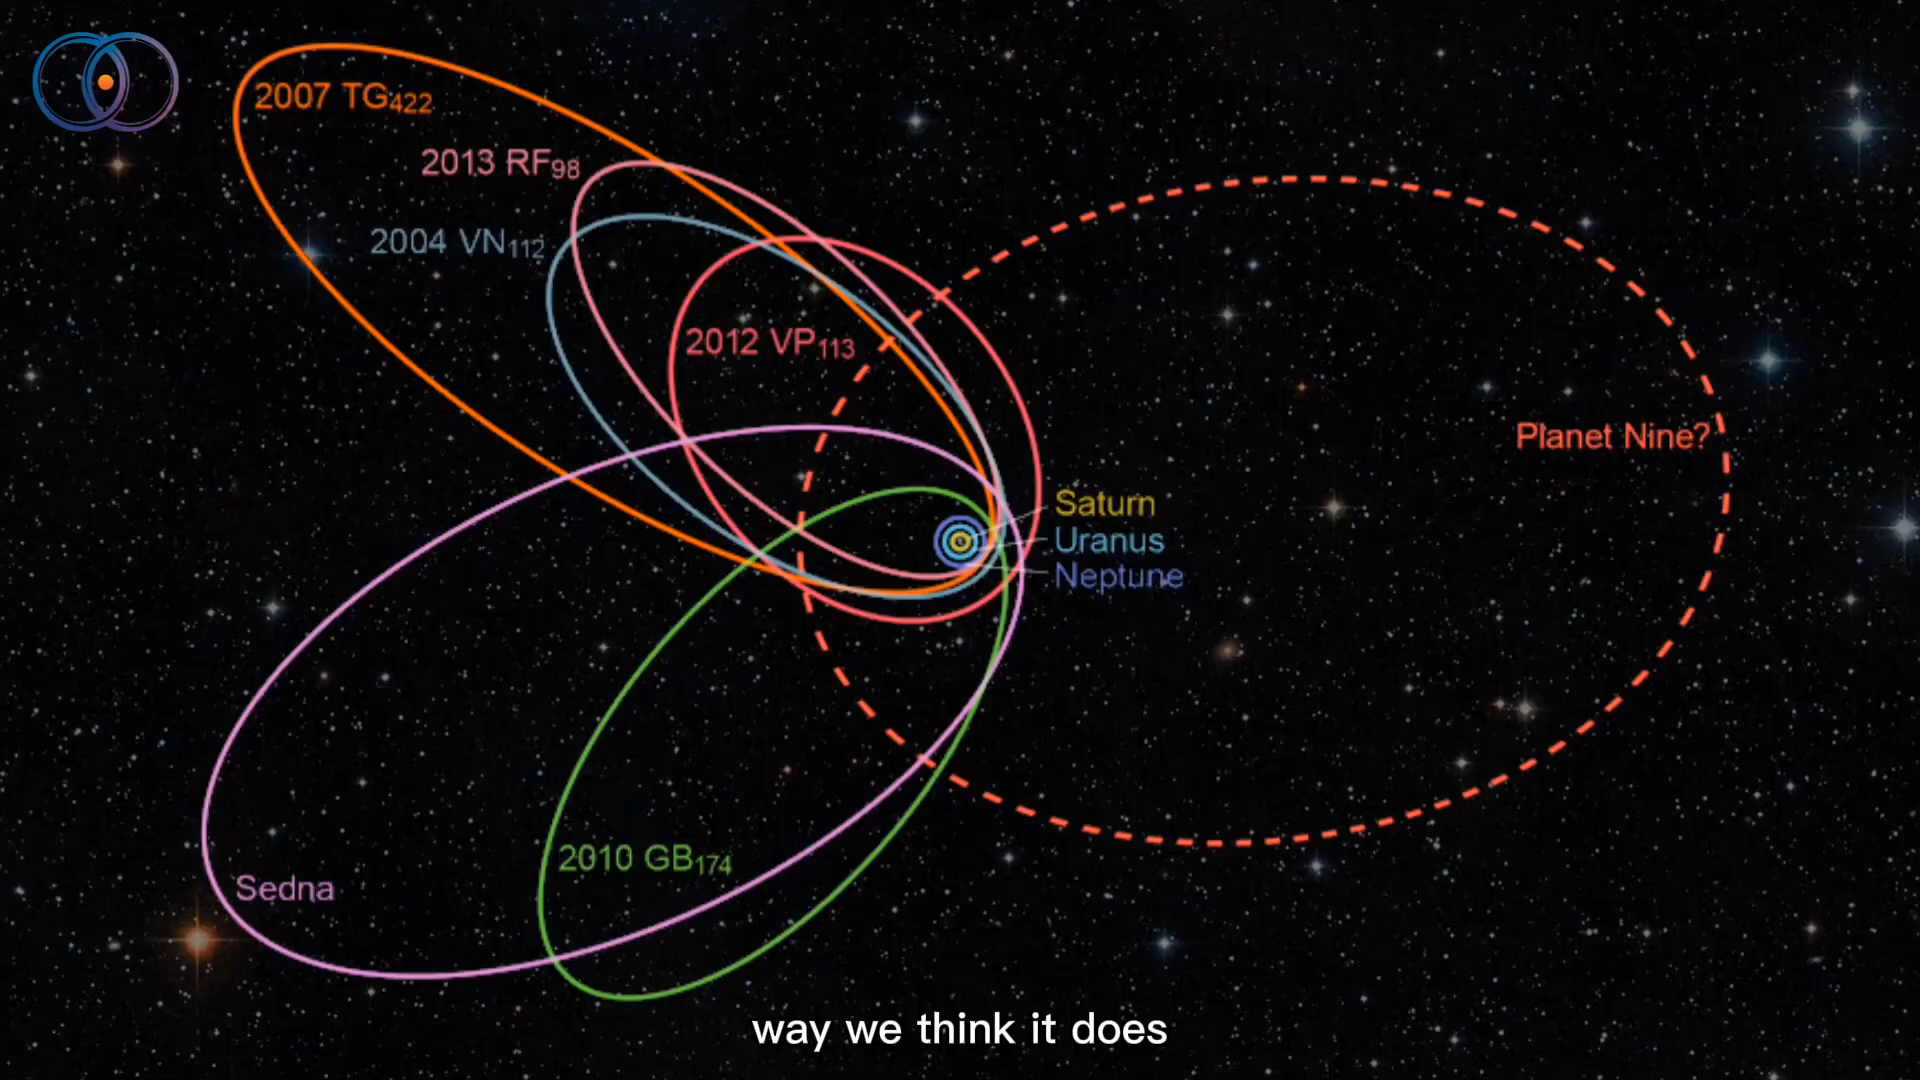 2007 TG₄₂₂
2013 RF₉₈
2004 VN₁₁₂
2012 VP₁₁₃
Planet Nine?
Saturn
Uranus
Neptune
2010 GB₁₇₄
Sedna
way we think it does